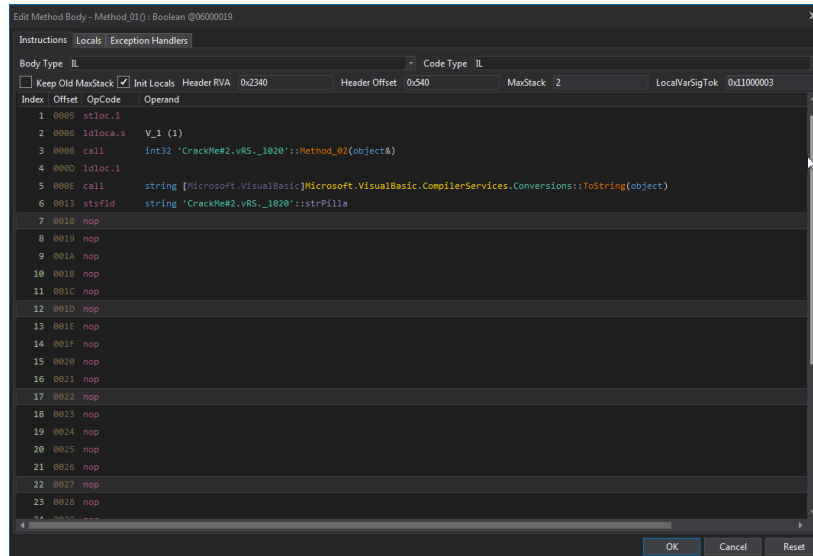 Edit Method Body - Method_01() : Boolean @06000019
Instructions Locals Exception Handlers
Body Type IL Code Type IL
Keep Old MaxStack Init Locals Header RVA 0x2340 Header Offset 0x540 MaxStack 2 LocalVarSigTok 0x11000003
Index Offset OpCode Operand
1 0005 stloc.1
2 0006 ldloca.s V_1 (1)
3 0008 call int32 'CrackMe#2.vRS._1020'::Method_02(object&)
4 000D ldloc.1
5 000E call string [Microsoft.VisualBasic]Microsoft.VisualBasic.CompilerServices.Conversions::ToString(object)
6 0013 stsfld string 'CrackMe#2.vRS._1020'::strPilla
7 0018 nop
8 0019 nop
9 001A nop
10 001B nop
11 001C nop
12 001D nop
13 001E nop
14 001F nop
15 0020 nop
16 0021 nop
17 0022 nop
18 0023 nop
19 0024 nop
20 0025 nop
21 0026 nop
22 0027 nop
23 0028 nop
OK Cancel Reset